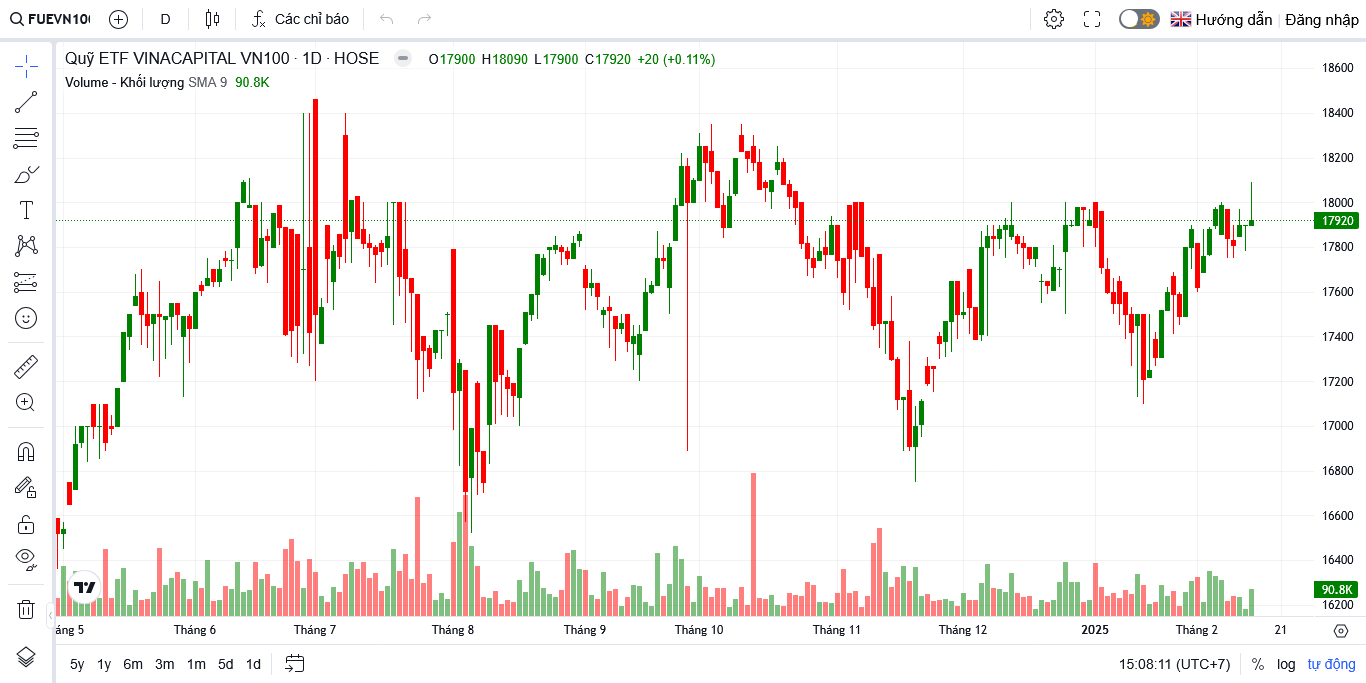 FUEVN100 D Các chỉ báo Hướng dẫn Đăng nhập
Quỹ ETF VINACAPITAL VN100 · 1D · HOSE O17900 H18090 L17900 C17920 +20 (+0.11%)
Volume - Khối lượng SMA 9 90.8K
18600
18400
18200
18000
17920
17800
17600
17400
17200
17000
16800
16600
16400
90.8K
16200
áng 5 Tháng 6 Tháng 7 Tháng 8 Tháng 9 Tháng 10 Tháng 11 Tháng 12 2025 Tháng 2 21
5y 1y 6m 3m 1m 5d 1d 15:08:11 (UTC+7) % log tự động